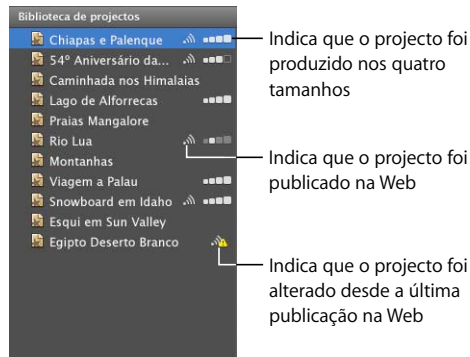 Biblioteca de projectos
Chiapas e Palenque
54º Aniversário da...
Caminhada nos Himalaias
Lago de Alforrecas
Praias Mangalore
Rio Lua
Montanhas
Viagem a Palau
Snowboard em Idaho
Esqui em Sun Valley
Egipto Deserto Branco
Indica que o projecto foi
produzido nos quatro
tamanhos
Indica que o projecto foi
publicado na Web
Indica que o projecto foi
alterado desde a última
publicação na Web